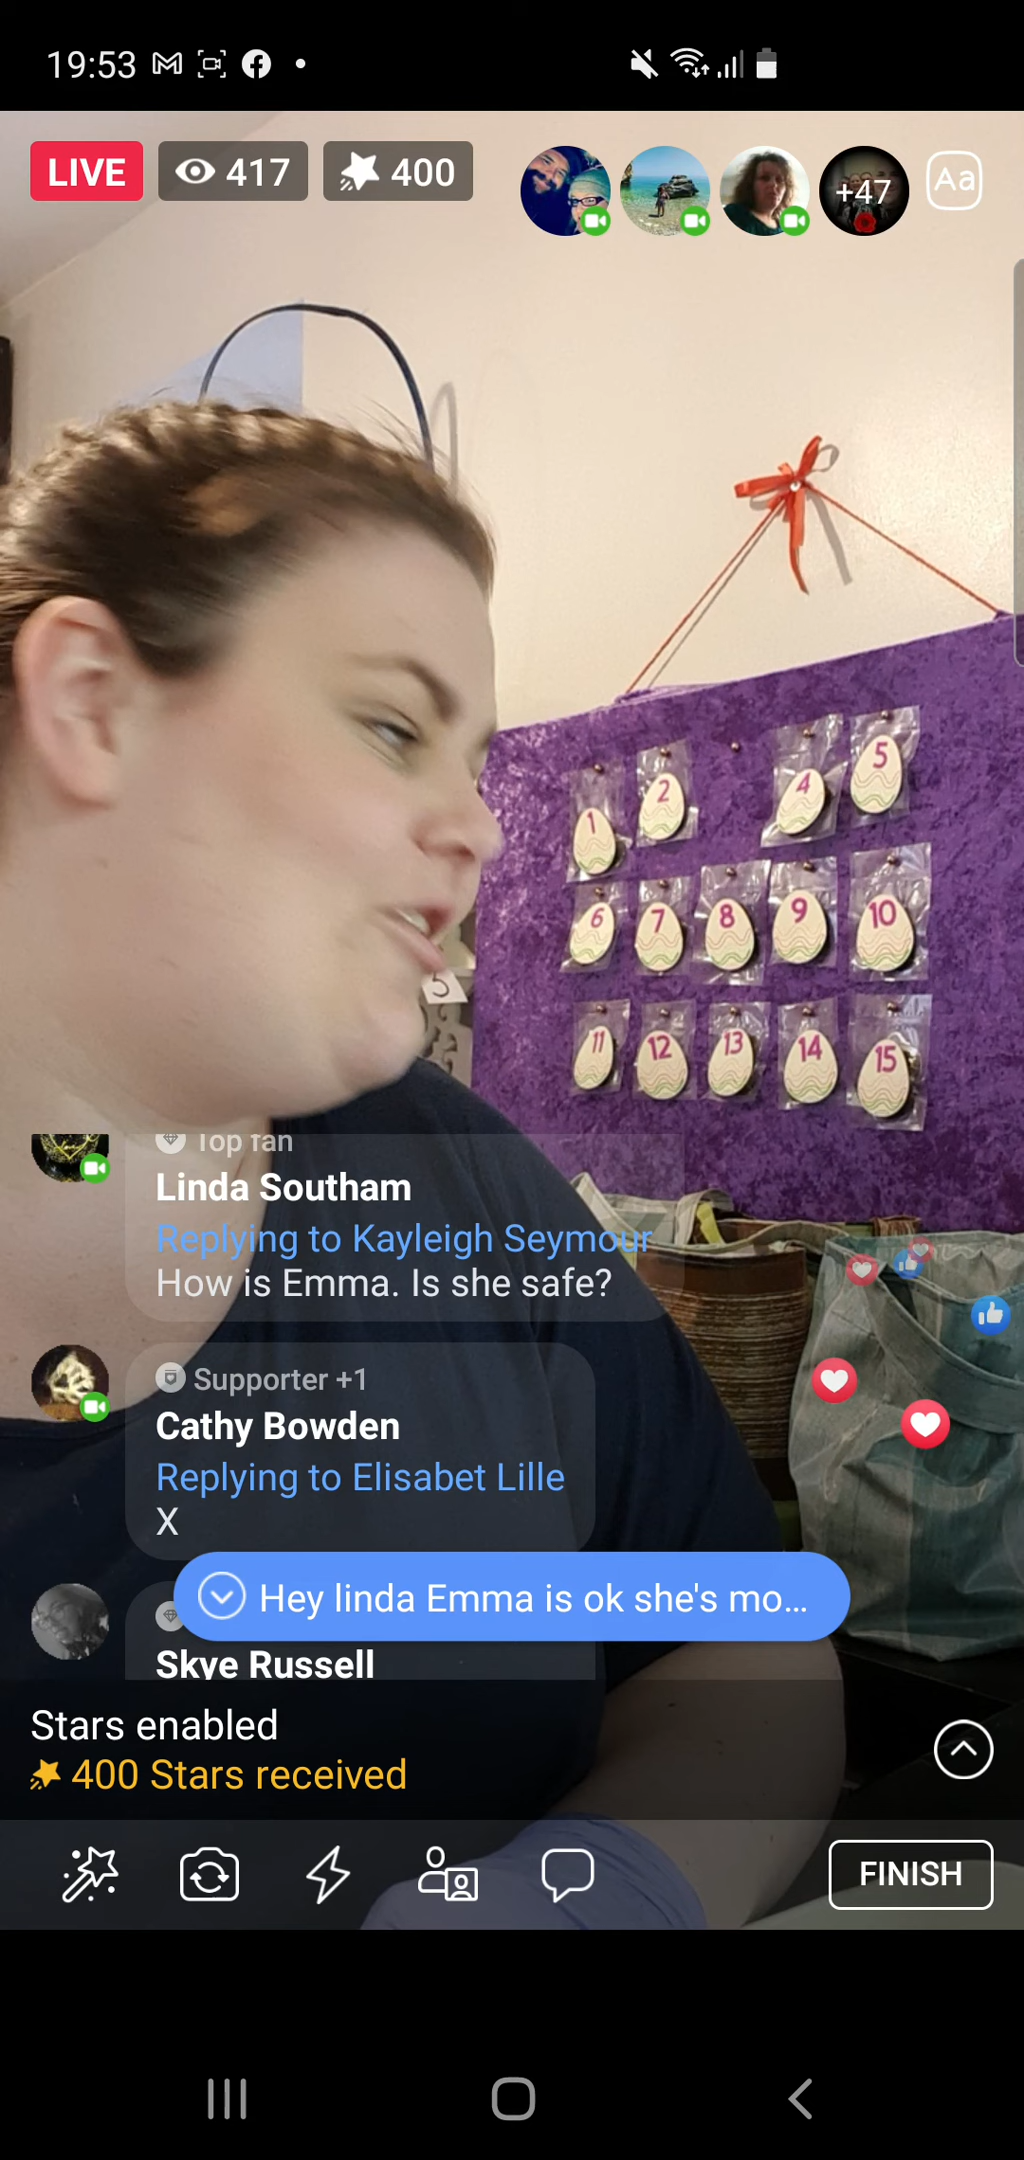 19:53
LIVE 417 400
+47 Aa
5
2 4
1
6 7 8 9 10
11 12 13 14 15
5
Top fan
Linda Southam
Replying to Kayleigh Seymour
How is Emma. Is she safe?
Supporter +1
Cathy Bowden
Replying to Elisabet Lille
X
Hey linda Emma is ok she's mo...
Skye Russell
Stars enabled
400 Stars received
FINISH